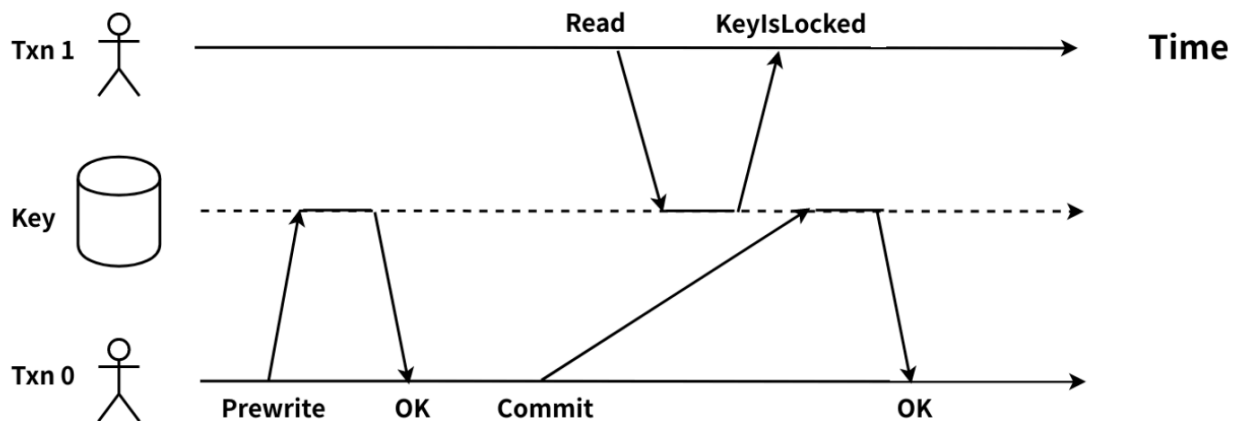 Read KeyIsLocked
Txn 1
Time
Key
Txn 0
Prewrite OK Commit OK